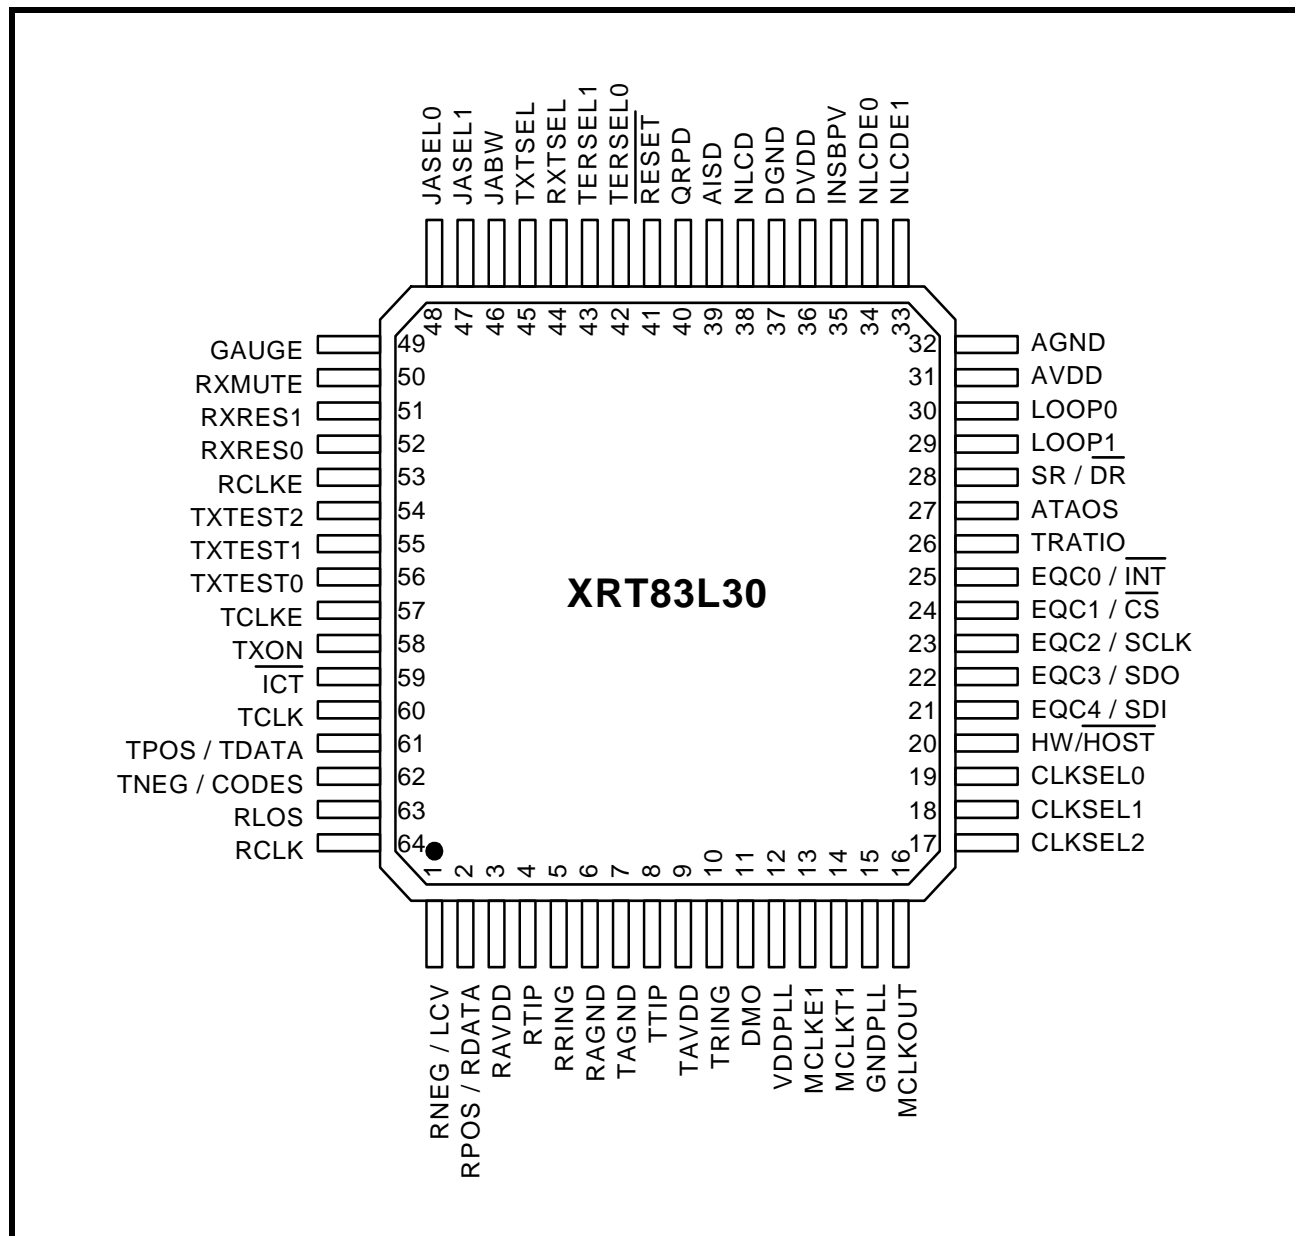 JASEL0
JASEL1
JABW
TXTSEL
RXTSEL
TERSEL1
TERSEL0
RESET
QRPD
AISD
NLCD
DGND
DVDD
INSBPV
NLCDE0
NLCDE1
48
47
46
45
44
43
42
41
40
39
38
37
36
35
34
33
GAUGE 49
RXMUTE 50
RXRES1 51
RXRES0 52
RCLKE 53
TXTEST2 54
TXTEST1 55
TXTEST0 56
TCLKE 57
TXON 58
ICT 59
TCLK 60
TPOS / TDATA 61
TNEG / CODES 62
RLOS 63
RCLK 64
XRT83L30
32 AGND
31 AVDD
30 LOOP0
29 LOOP1
28 SR / DR
27 ATAOS
26 TRATIO
25 EQC0 / INT
24 EQC1 / CS
23 EQC2 / SCLK
22 EQC3 / SDO
21 EQC4 / SDI
20 HW/HOST
19 CLKSEL0
18 CLKSEL1
17 CLKSEL2
1
2
3
4
5
6
7
8
9
10
11
12
13
14
15
16
RNEG / LCV
RPOS / RDATA
RAVDD
RTIP
RRING
RAGND
TAGND
TTIP
TAVDD
TRING
DMO
VDDPLL
MCLKE1
MCLKT1
GNDPLL
MCLKOUT